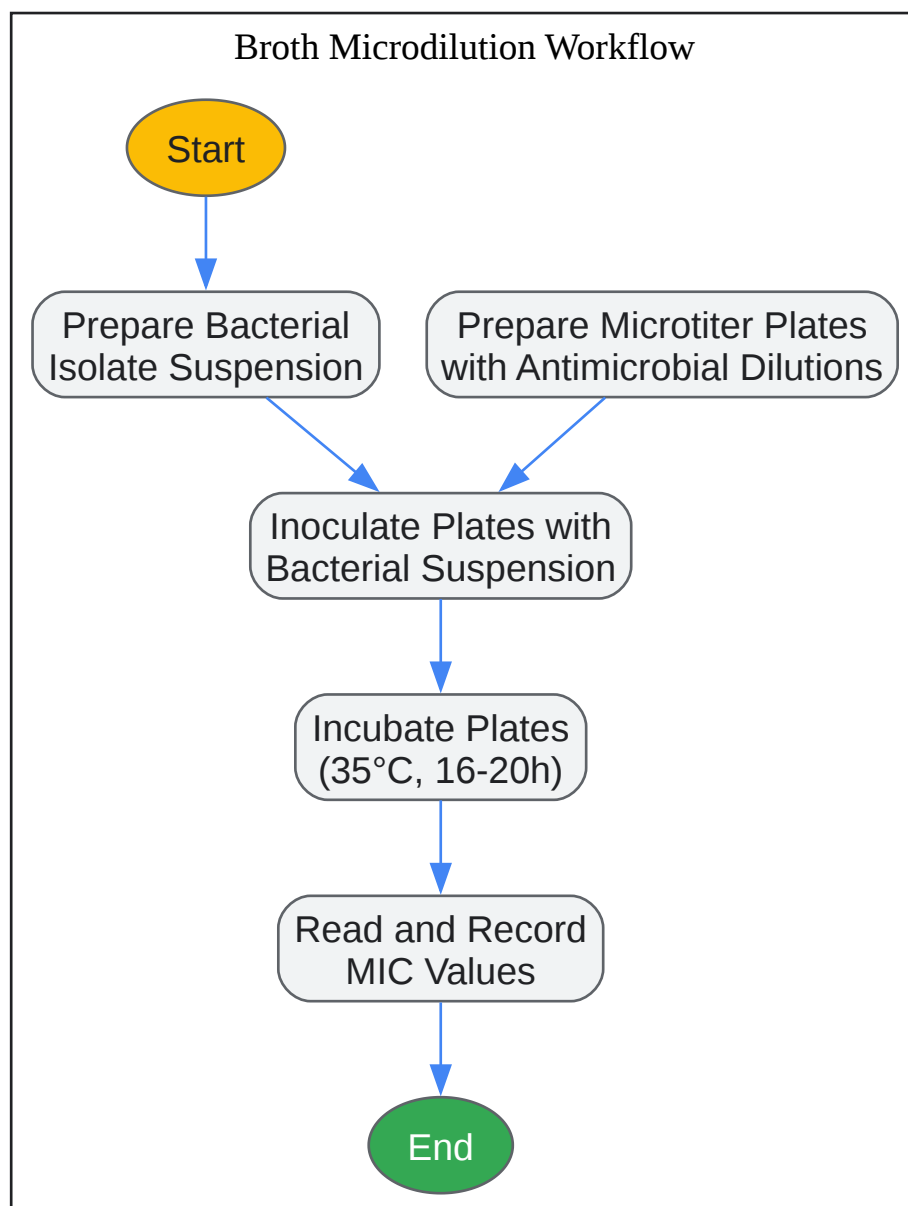 Broth Microdilution Workflow
Start
Prepare Bacterial
Isolate Suspension
Prepare Microtiter Plates
with Antimicrobial Dilutions
Inoculate Plates with
Bacterial Suspension
Incubate Plates
(35°C, 16-20h)
Read and Record
MIC Values
End